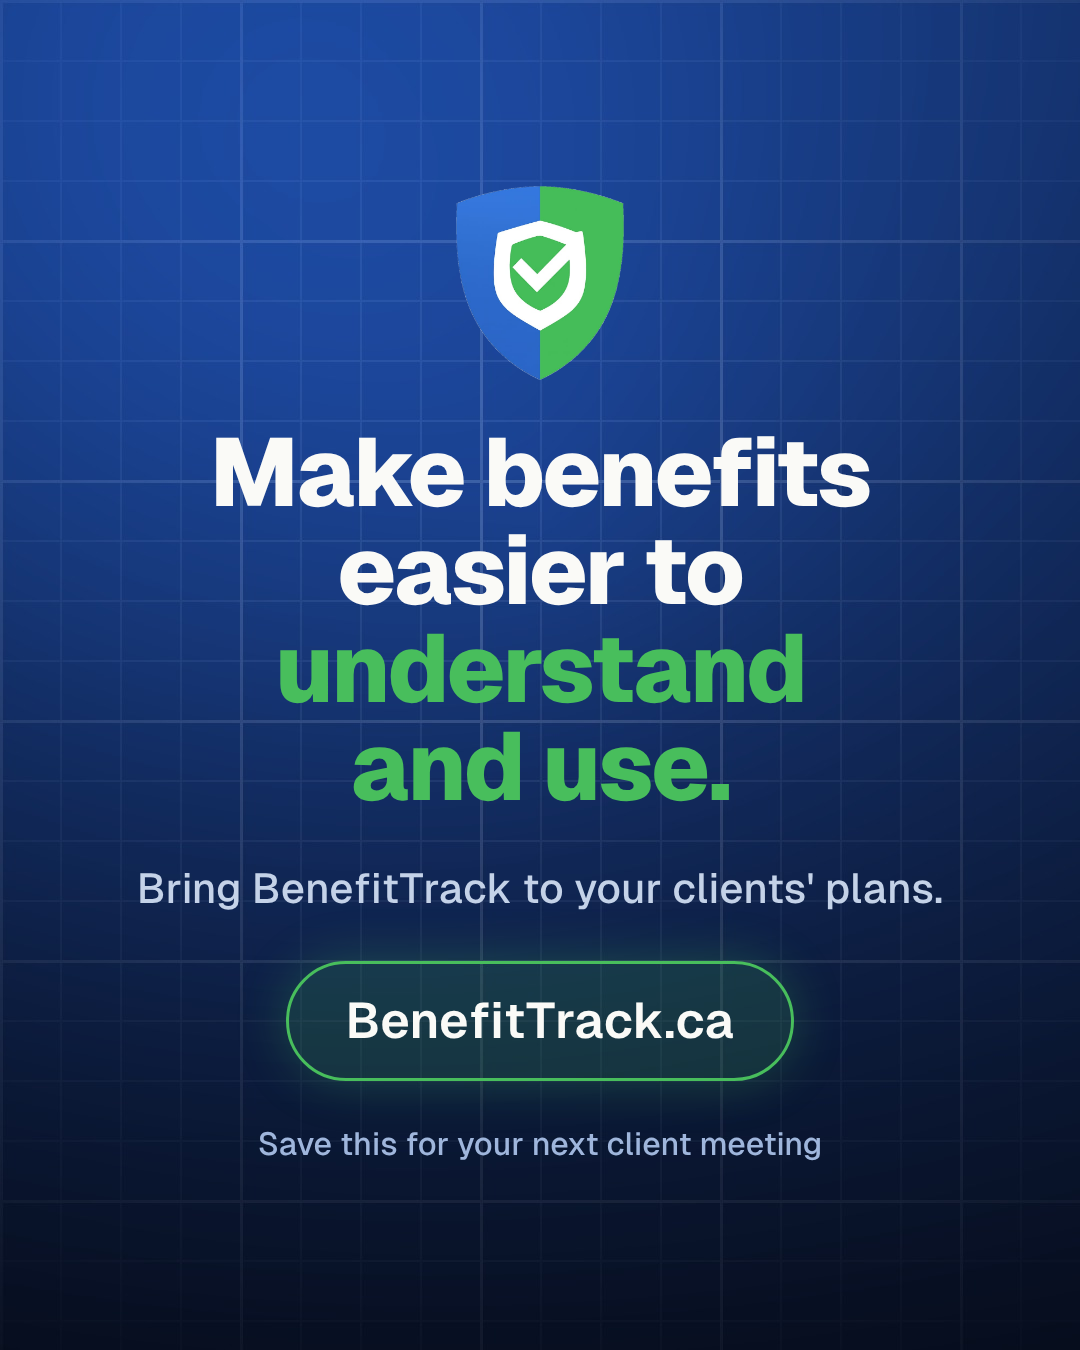 Make benefits
easier to
understand
and use.
Bring BenefitTrack to your clients' plans.
BenefitTrack.ca
Save this for your next client meeting